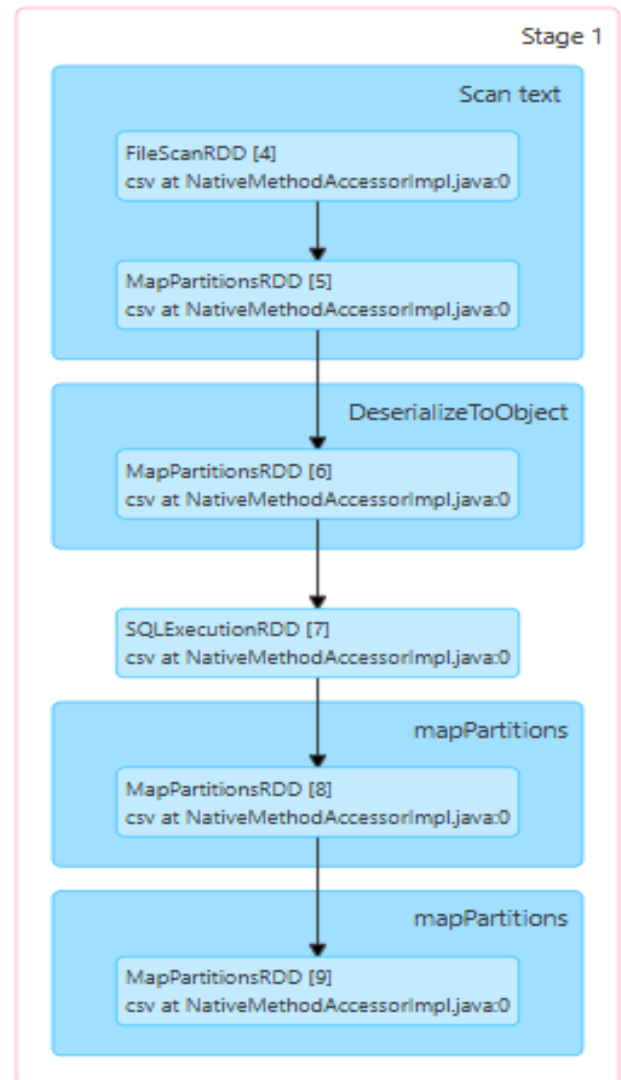 Stage 1
Scan text
FileScanRDD [4]
csv at NativeMethodAccessorImpl.java:0
MapPartitionsRDD [5]
csv at NativeMethodAccessorImpl.java:0
DeserializeToObject
MapPartitionsRDD [6]
csv at NativeMethodAccessorImpl.java:0
SQLExecutionRDD [7]
csv at NativeMethodAccessorImpl.java:0
mapPartitions
MapPartitionsRDD [8]
csv at NativeMethodAccessorImpl.java:0
mapPartitions
MapPartitionsRDD [9]
csv at NativeMethodAccessorImpl.java:0